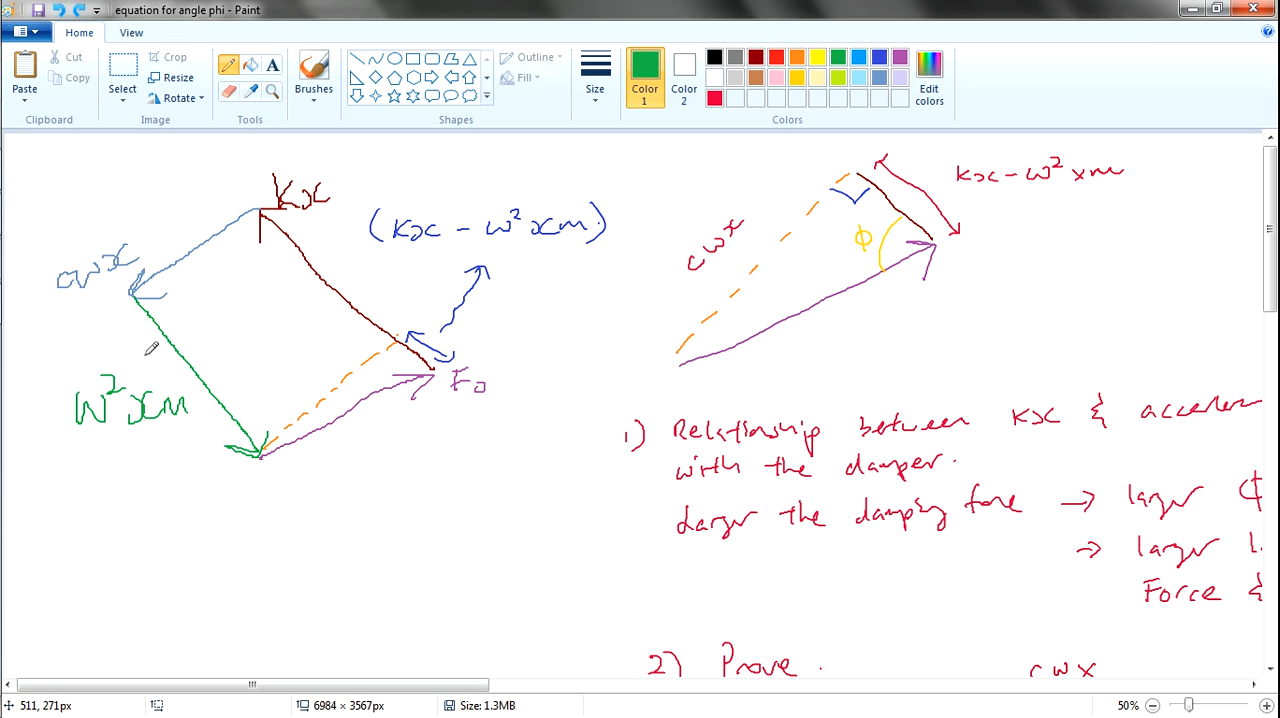 equation for angle phi - Paint
Home
View
Paste
Cut
Copy
Clipboard
Select
Crop
Resize
Rotate
Image
Tools
Brushes
Shapes
Outline
Fill
Size
Color 1
Color 2
Edit colors
Colors
Kx
(Kx - ω²xm)
cωx
ω²xm
F₀
Kx - ω²xm
cωx
ϕ
1) Relationship between Kx & acceler
with the damper.
Larger the damping force → larger ϕ
→ larger
Force &
2) Prove. cωx
511, 271px
6984 × 3567px
Size: 1.3MB
50%